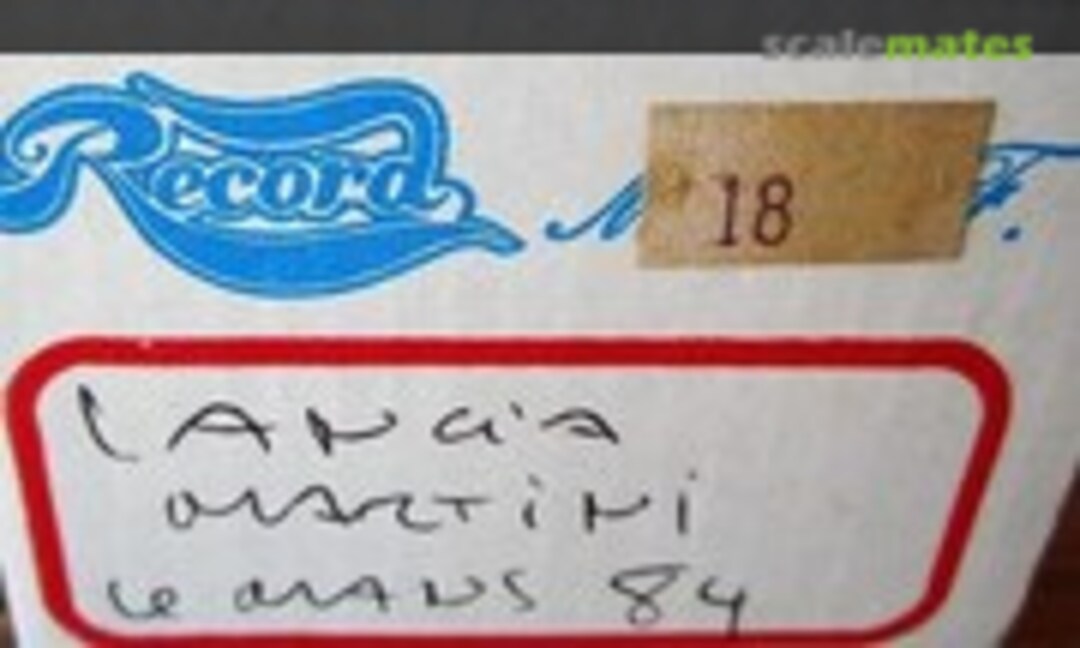 scalemates
Record
18
LANCIA
MARTINI
Le MANS 84